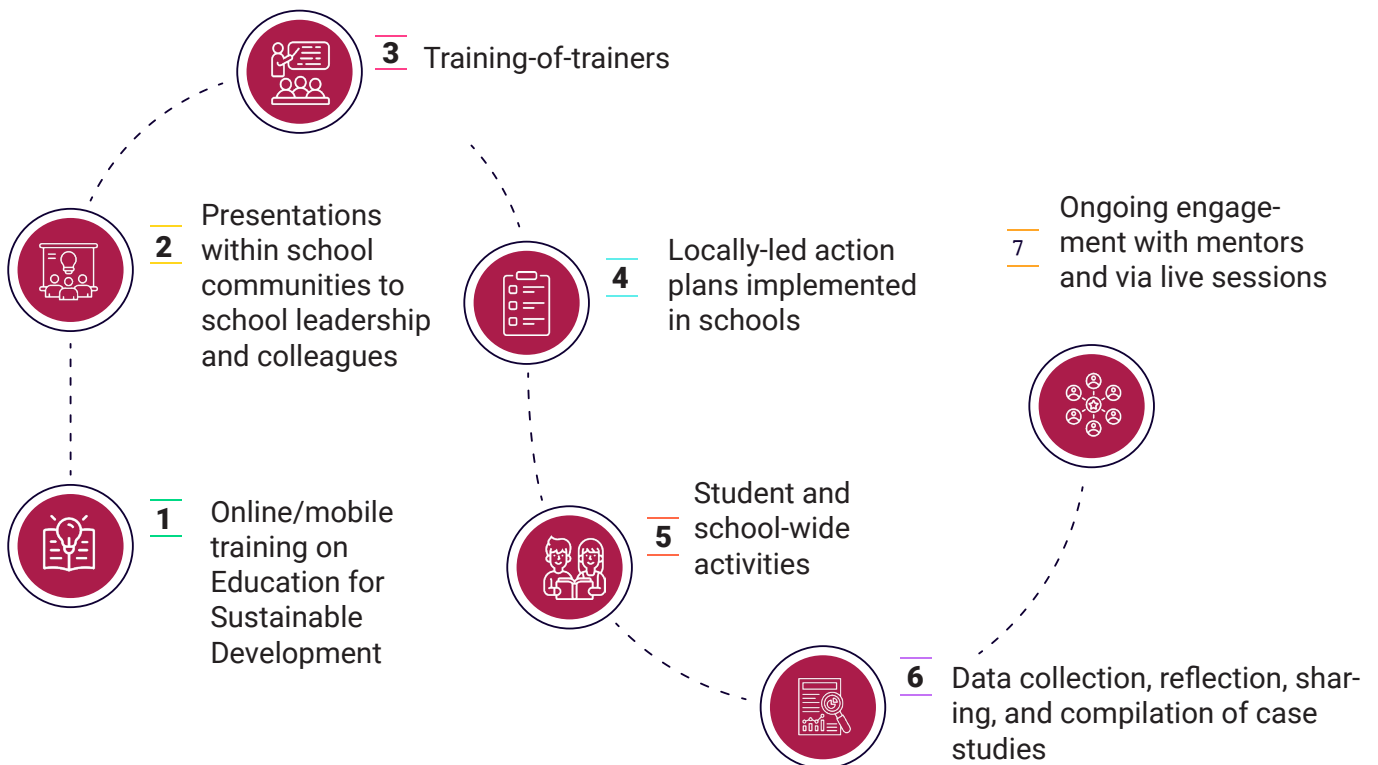 1
Online/mobile
training on
Education for
Sustainable
Development
2
Presentations
within school
communities to
school leadership
and colleagues
3
Training-of-trainers
4
Locally-led action
plans implemented
in schools
5
Student and
school-wide
activities
6
Data collection, reflection, shar-
ing, and compilation of case
studies
7
Ongoing engage-
ment with mentors
and via live sessions